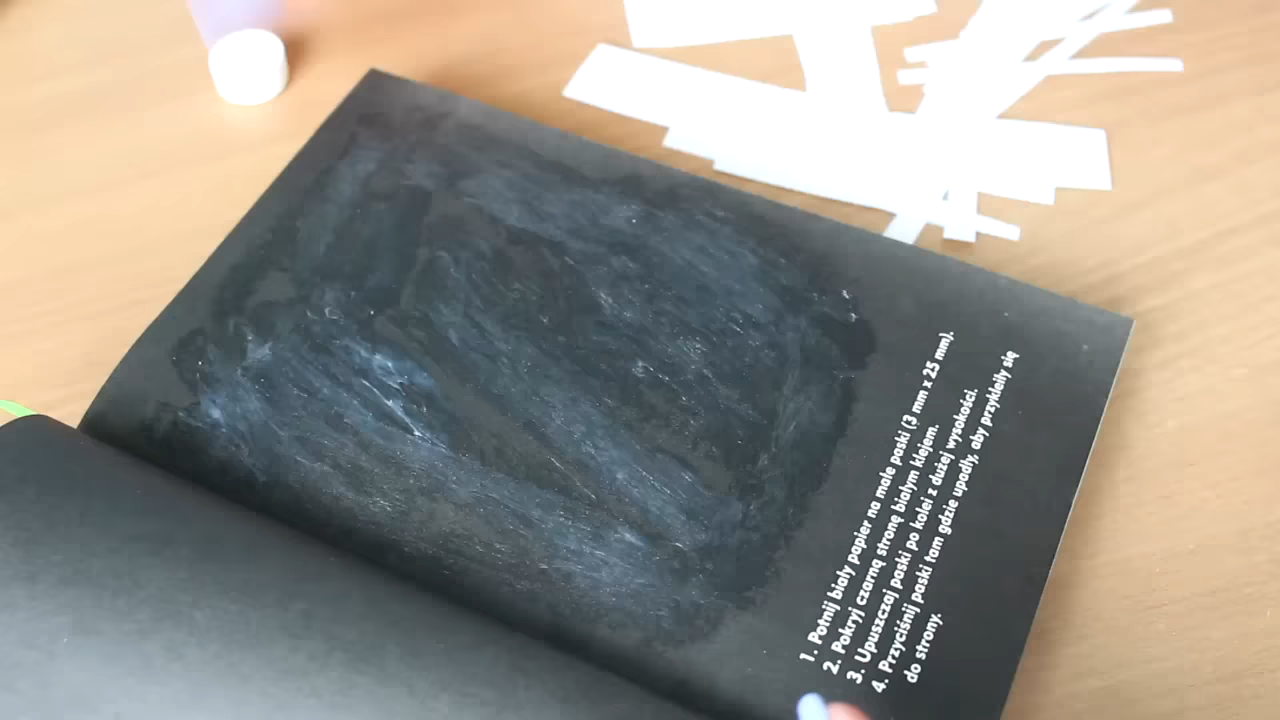 1. Potnij biały papier na małe paski (3 mm x 25 mm).
2. Pokryj czarną stronę białym klejem.
3. Upuszczaj paski po kolei z dużej wysokości.
4. Przyciśnij paski tam gdzie upadły, aby przykleiły się
do strony.